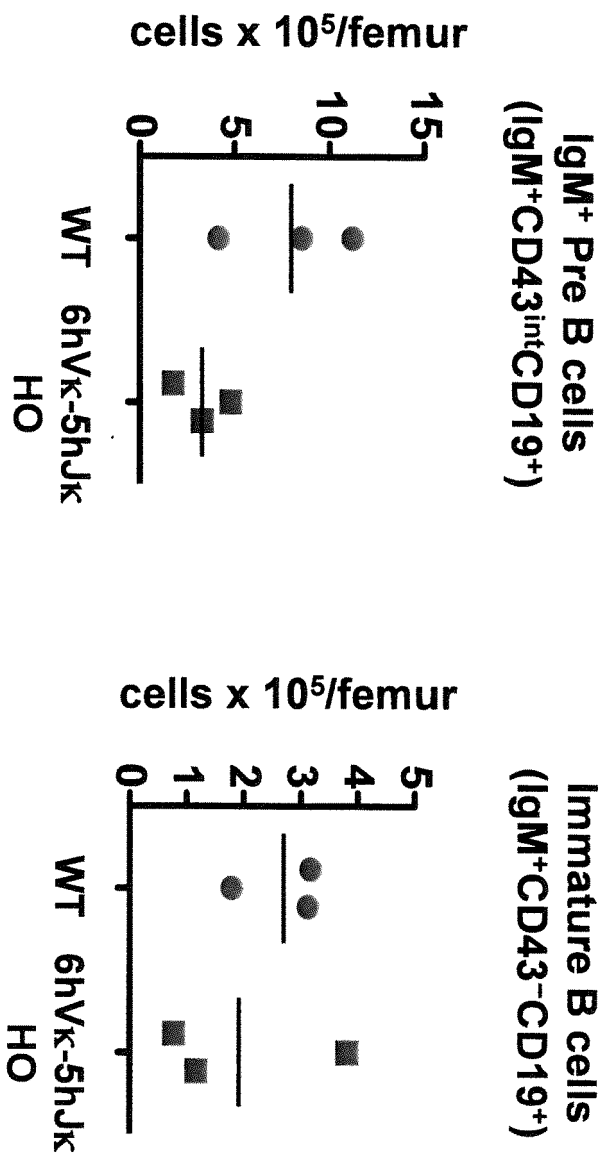 IgM⁺ Pre B cells
(IgM⁺CD43ⁱⁿᵗCD19⁺)
cells x 10⁵/femur
15
10
5
0
WT 6hVκ-5hJκ
HO
Immature B cells
(IgM⁺CD43⁻CD19⁺)
cells x 10⁵/femur
5
4
3
2
1
0
WT 6hVκ-5hJκ
HO